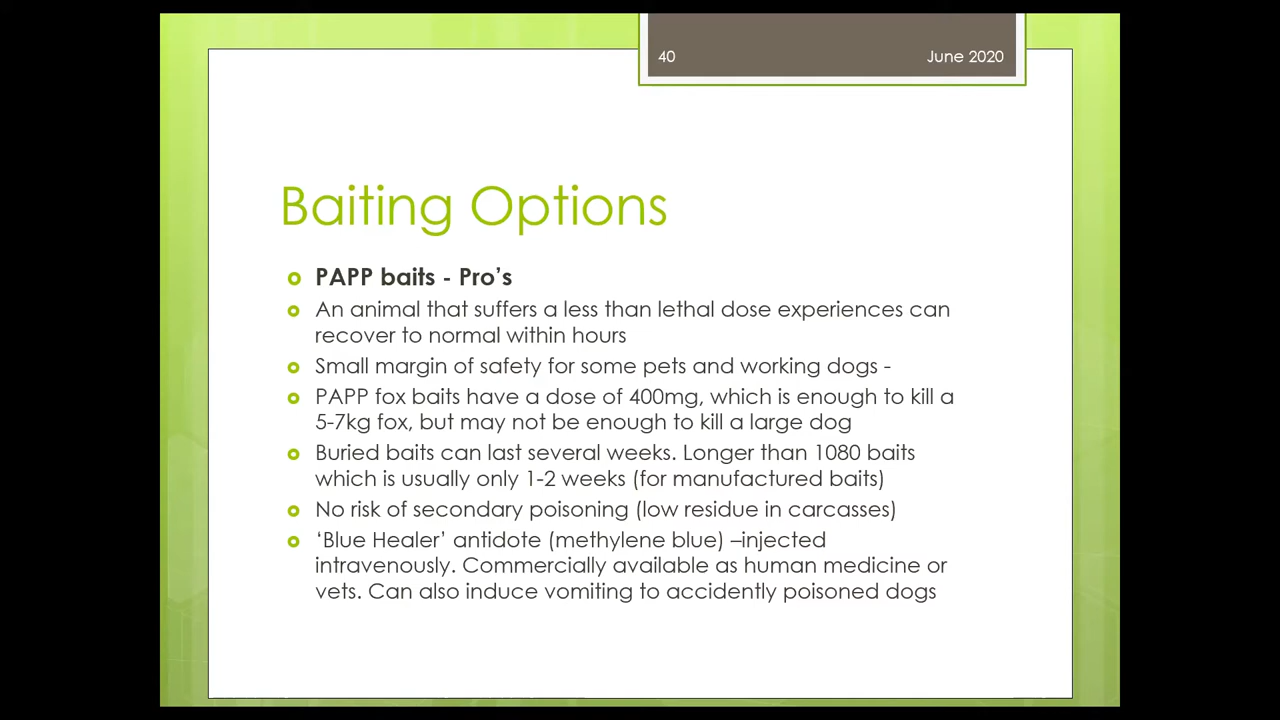 40 June 2020
Baiting Options
PAPP baits - Pro's
An animal that suffers a less than lethal dose experiences can
recover to normal within hours
Small margin of safety for some pets and working dogs -
PAPP fox baits have a dose of 400mg, which is enough to kill a
5-7kg fox, but may not be enough to kill a large dog
Buried baits can last several weeks. Longer than 1080 baits
which is usually only 1-2 weeks (for manufactured baits)
No risk of secondary poisoning (low residue in carcasses)
‘Blue Healer’ antidote (methylene blue) –injected
intravenously. Commercially available as human medicine or
vets. Can also induce vomiting to accidently poisoned dogs